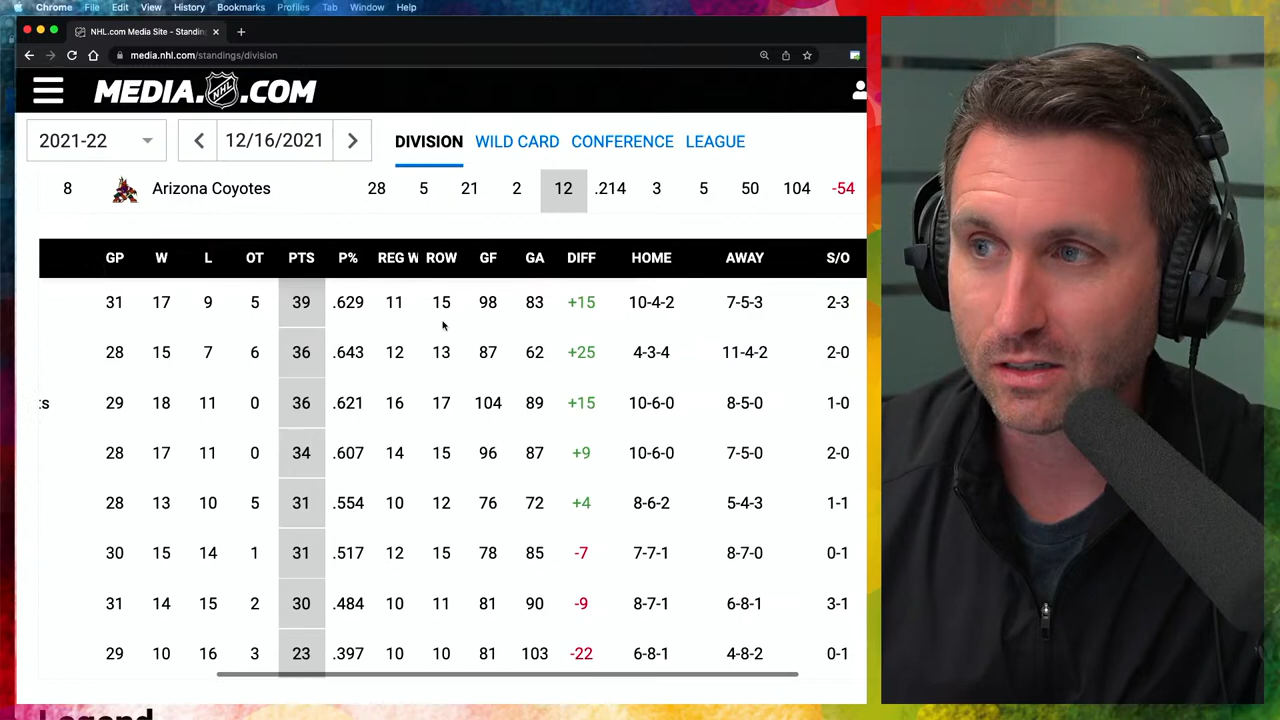 Chrome File Edit View History Bookmarks Profiles Tab Window Help
NHL.com Media Site - Standin
media.nhl.com/standings/division
MEDIA. NHL .COM
2021-22 12/16/2021 DIVISION WILD CARD CONFERENCE LEAGUE
8 Arizona Coyotes 28 5 21 2 12 .214 3 5 50 104 -54
GP W L OT PTS P% REG W ROW GF GA DIFF HOME AWAY S/O
31 17 9 5 39 .629 11 15 98 83 +15 10-4-2 7-5-3 2-3
28 15 7 6 36 .643 12 13 87 62 +25 4-3-4 11-4-2 2-0
ts 29 18 11 0 36 .621 16 17 104 89 +15 10-6-0 8-5-0 1-0
28 17 11 0 34 .607 14 15 96 87 +9 10-6-0 7-5-0 2-0
28 13 10 5 31 .554 10 12 76 72 +4 8-6-2 5-4-3 1-1
30 15 14 1 31 .517 12 15 78 85 -7 7-7-1 8-7-0 0-1
31 14 15 2 30 .484 10 11 81 90 -9 8-7-1 6-8-1 3-1
29 10 16 3 23 .397 10 10 81 103 -22 6-8-1 4-8-2 0-1
Legend